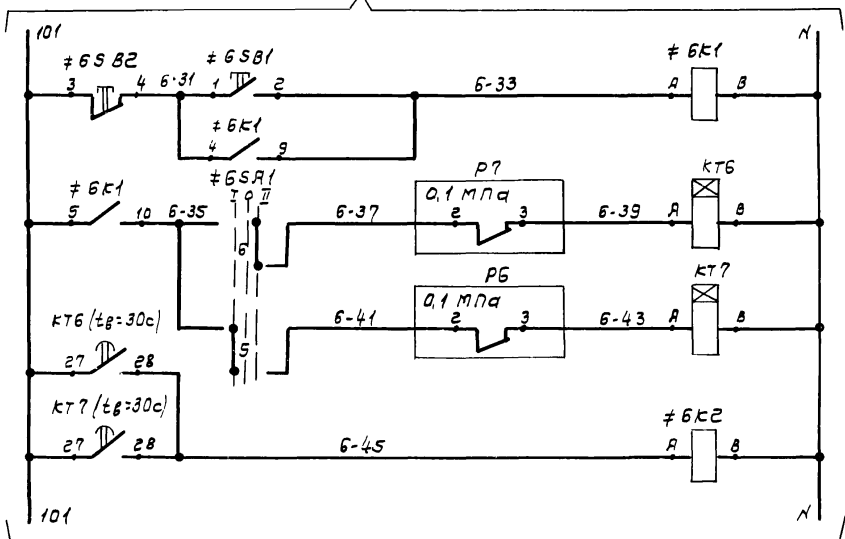 101 N
≠6SB2 ≠6SB1 ≠6K1
3 4 6-31 1 2 6-33 A B
≠6K1
4 9
≠6SA1 P7 KT6
≠6K1 I O II 0,1 МПа
5 10 6-35 6-37 2 3 6-39 A B
6
P6 KT7
0,1 МПа
6-41 2 3 6-43 A B
KT6 (tв=30с) 5
27 28
KT7 (tв=30с) ≠6K2
27 28 6-45 A B
101 N